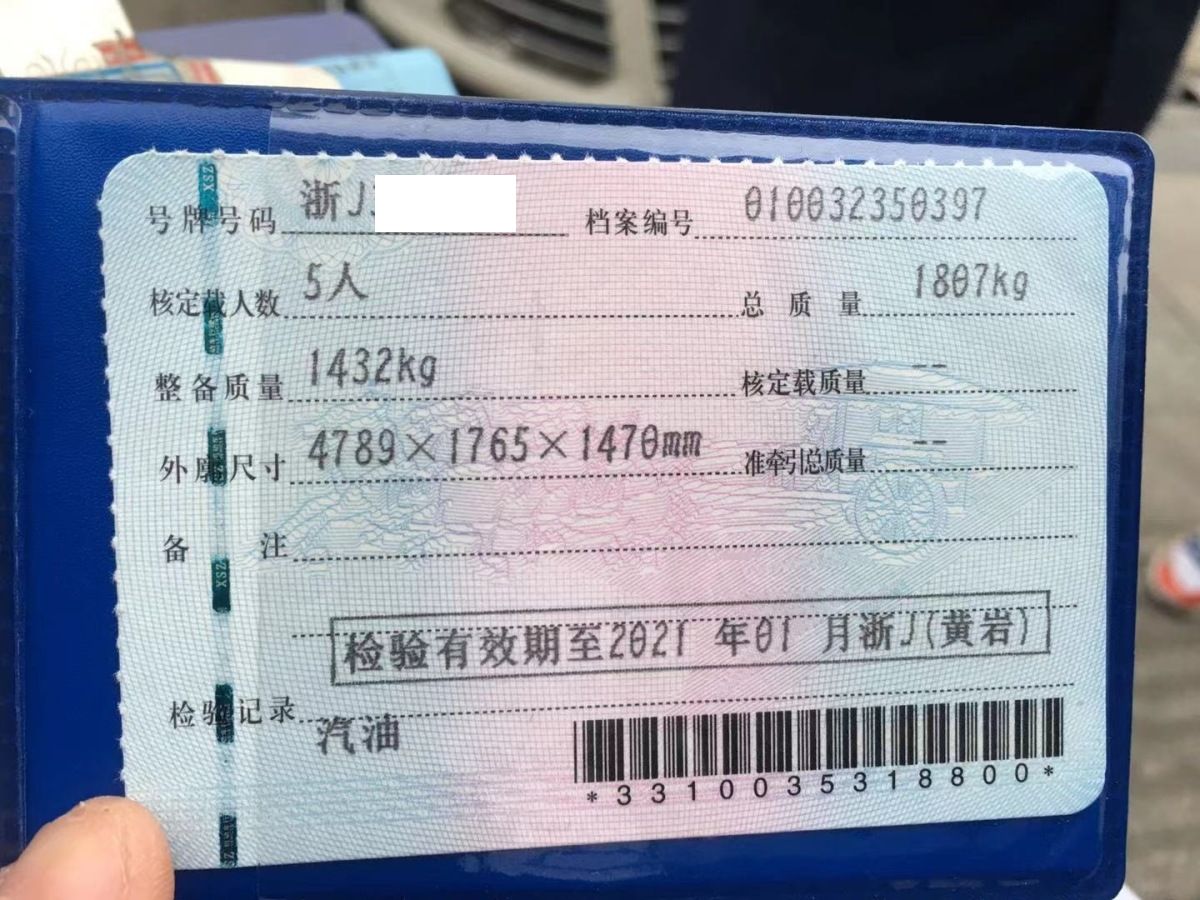 号牌号码 浙J 档案编号 010032350397
核定载人数 5人 总质量 1807kg
整备质量 1432kg 核定载质量 --
外廓尺寸 4789×1765×1470mm 准牵引总质量 --
备注
检验有效期至2021 年01 月浙J(黄岩)
检验记录
汽油
*3310035318800*
ZSX